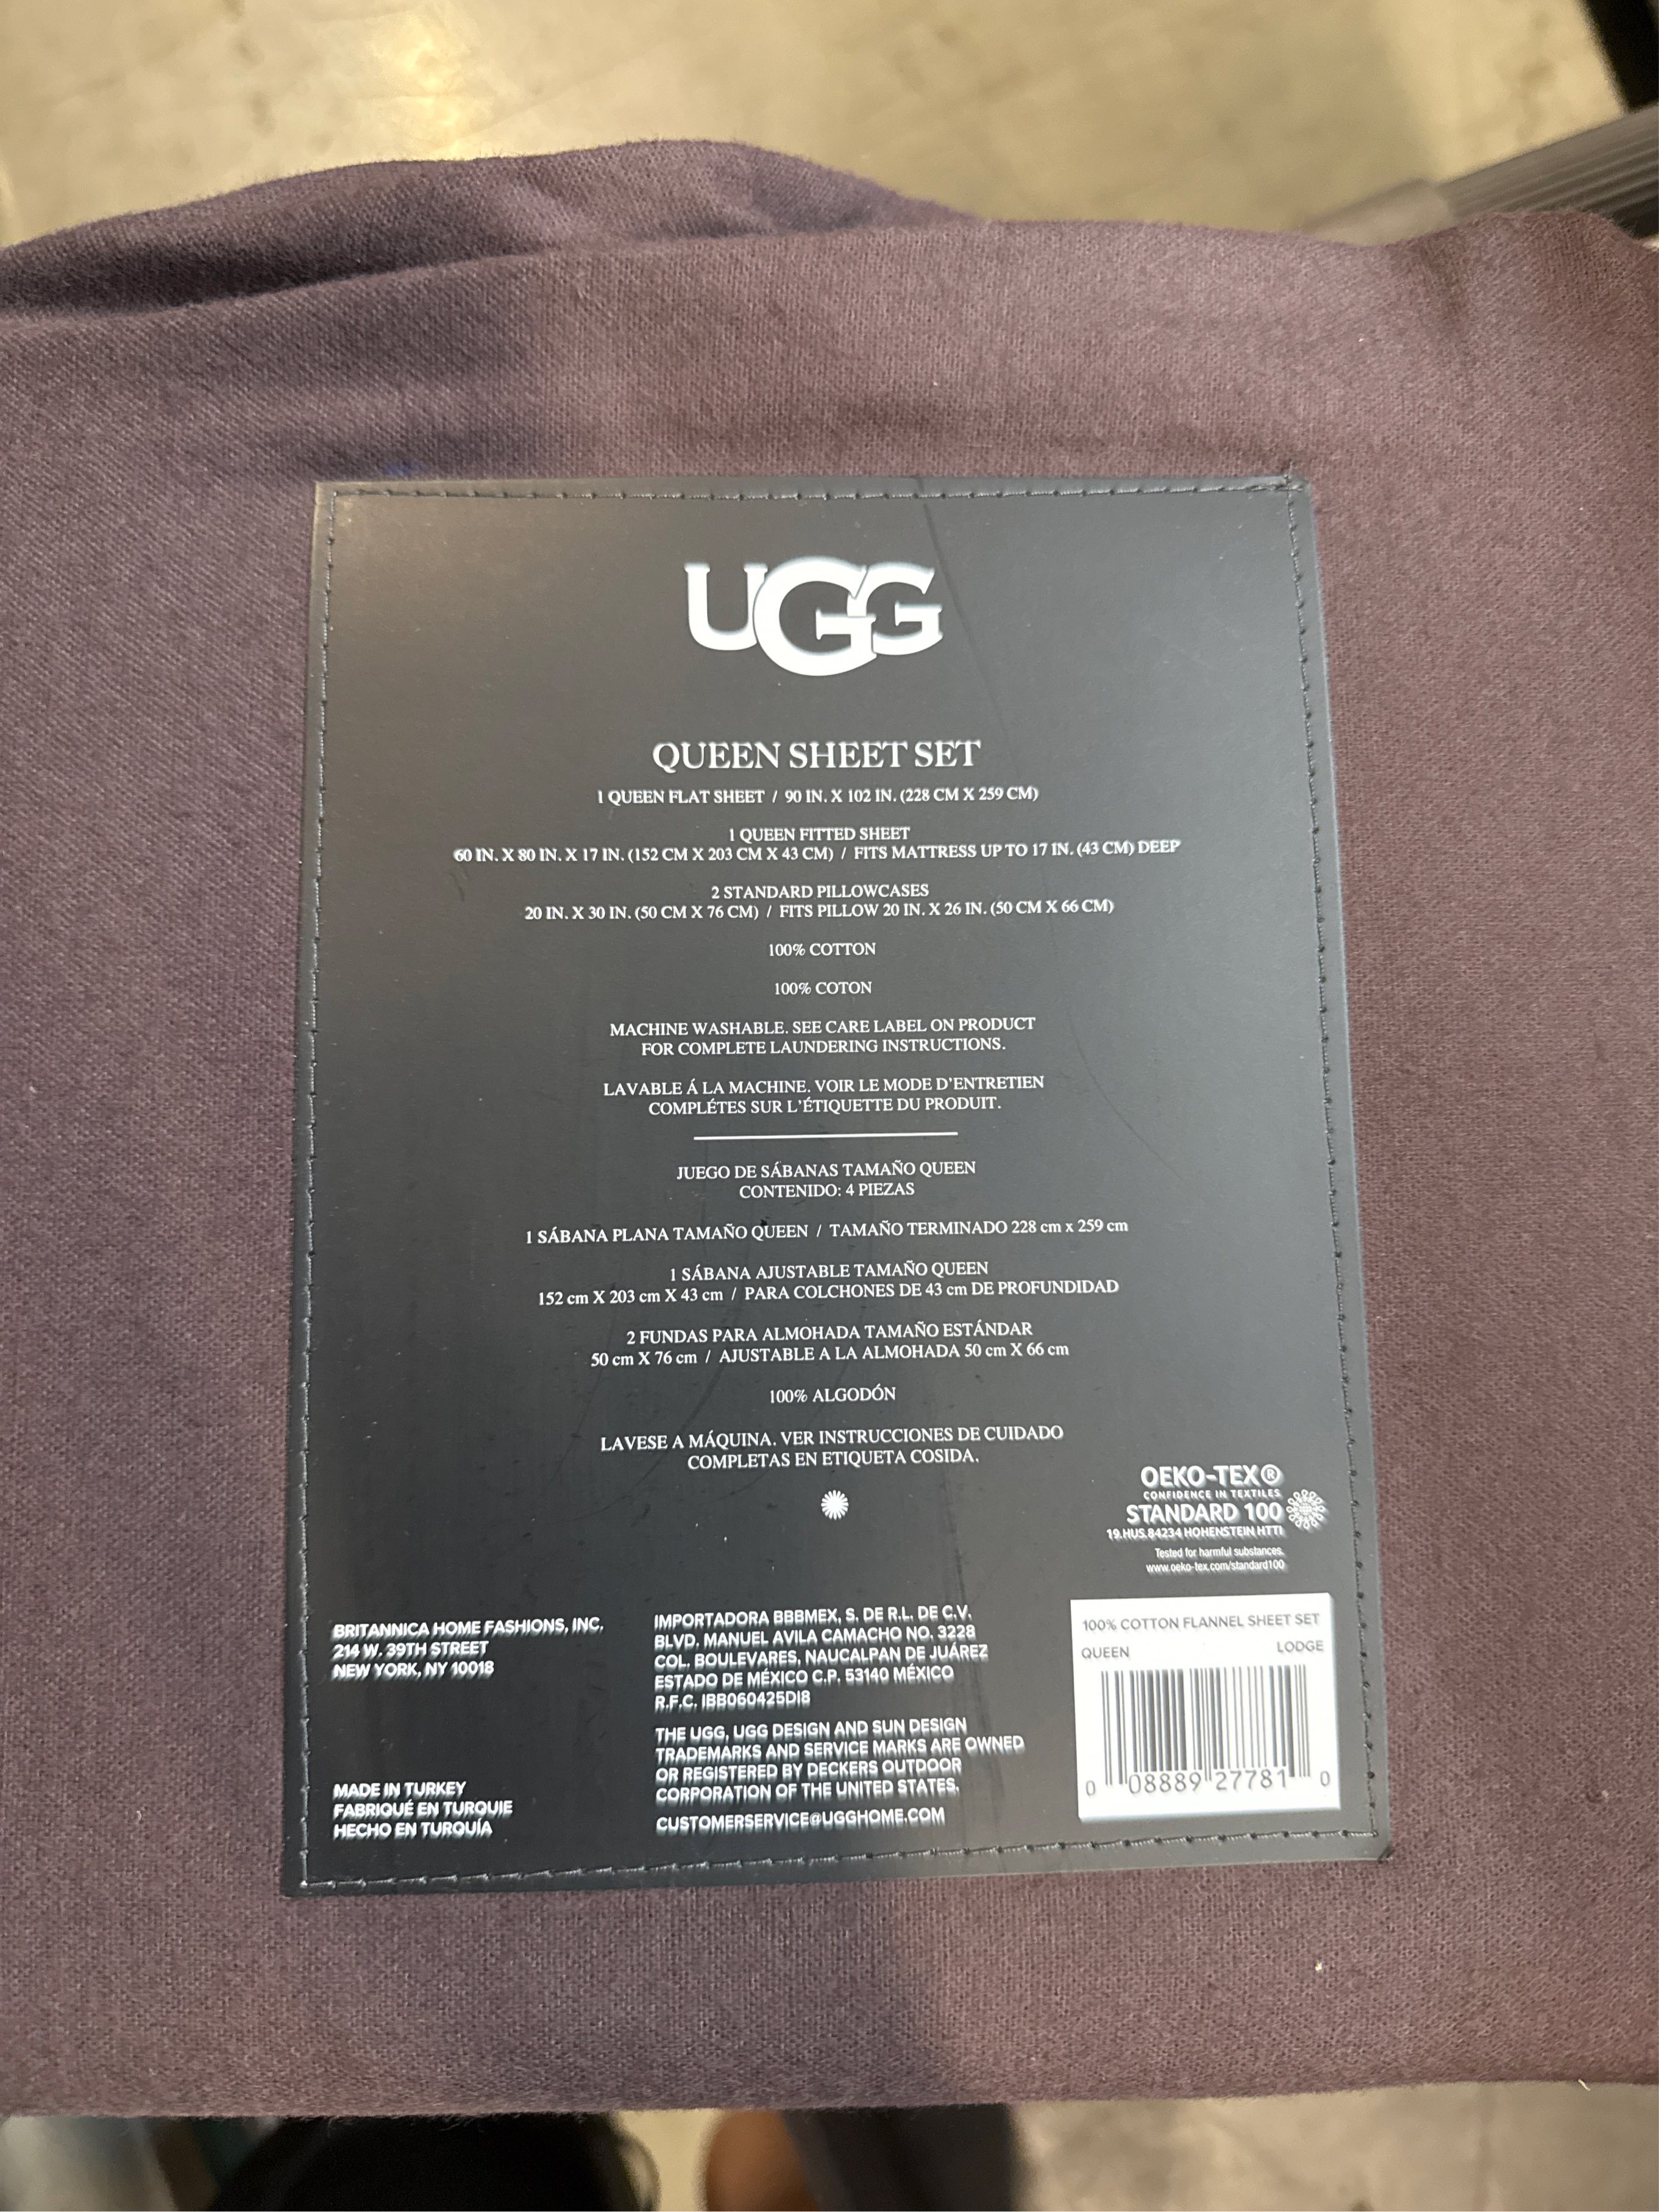 UGG
QUEEN SHEET SET
1 QUEEN FLAT SHEET / 90 IN. X 102 IN. (228 CM X 259 CM)
1 QUEEN FITTED SHEET
60 IN. X 80 IN. X 17 IN. (152 CM X 203 CM X 43 CM) / FITS MATTRESS UP TO 17 IN. (43 CM) DEEP
2 STANDARD PILLOWCASES
20 IN. X 30 IN. (50 CM X 76 CM) / FITS PILLOW 20 IN. X 26 IN. (50 CM X 66 CM)
100% COTTON
100% COTON
MACHINE WASHABLE. SEE CARE LABEL ON PRODUCT
FOR COMPLETE LAUNDERING INSTRUCTIONS.
LAVABLE Á LA MACHINE. VOIR LE MODE D'ENTRETIEN
COMPLÉTES SUR L'ÉTIQUETTE DU PRODUIT.
JUEGO DE SÁBANAS TAMAÑO QUEEN
CONTENIDO: 4 PIEZAS
1 SÁBANA PLANA TAMAÑO QUEEN / TAMAÑO TERMINADO 228 cm x 259 cm
1 SÁBANA AJUSTABLE TAMAÑO QUEEN
152 cm X 203 cm X 43 cm / PARA COLCHONES DE 43 cm DE PROFUNDIDAD
2 FUNDAS PARA ALMOHADA TAMAÑO ESTÁNDAR
50 cm X 76 cm / AJUSTABLE A LA ALMOHADA 50 cm X 66 cm
100% ALGODÓN
LAVESE A MÁQUINA. VER INSTRUCCIONES DE CUIDADO
COMPLETAS EN ETIQUETA COSIDA.
OEKO-TEX®
CONFIDENCE IN TEXTILES
STANDARD 100
19.HUS.84234 HOHENSTEIN HTTI
Tested for harmful substances.
www.oeko-tex.com/standard100
BRITANNICA HOME FASHIONS, INC.
214 W. 39TH STREET
NEW YORK, NY 10018
MADE IN TURKEY
FABRIQUÉ EN TURQUIE
HECHO EN TURQUÍA
IMPORTADORA BBBMEX, S. DE R.L. DE C.V.
BLVD. MANUEL AVILA CAMACHO NO. 3228
COL. BOULEVARES, NAUCALPAN DE JUÁREZ
ESTADO DE MÉXICO C.P. 53140 MÉXICO
R.F.C. IBB060425DI8
THE UGG, UGG DESIGN AND SUN DESIGN
TRADEMARKS AND SERVICE MARKS ARE OWNED
OR REGISTERED BY DECKERS OUTDOOR
CORPORATION OF THE UNITED STATES.
CUSTOMERSERVICE@UGGHOME.COM
100% COTTON FLANNEL SHEET SET
QUEEN LODGE
0 08889 27781 0